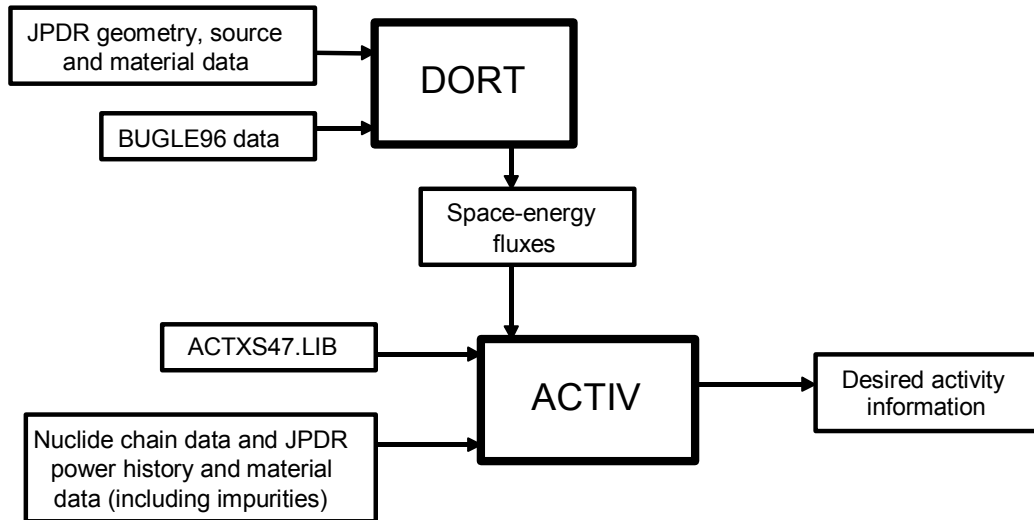 JPDR geometry, source
and material data
DORT
BUGLE96 data
Space-energy
fluxes
ACTXS47.LIB
ACTIV
Desired activity
information
Nuclide chain data and JPDR
power history and material
data (including impurities)